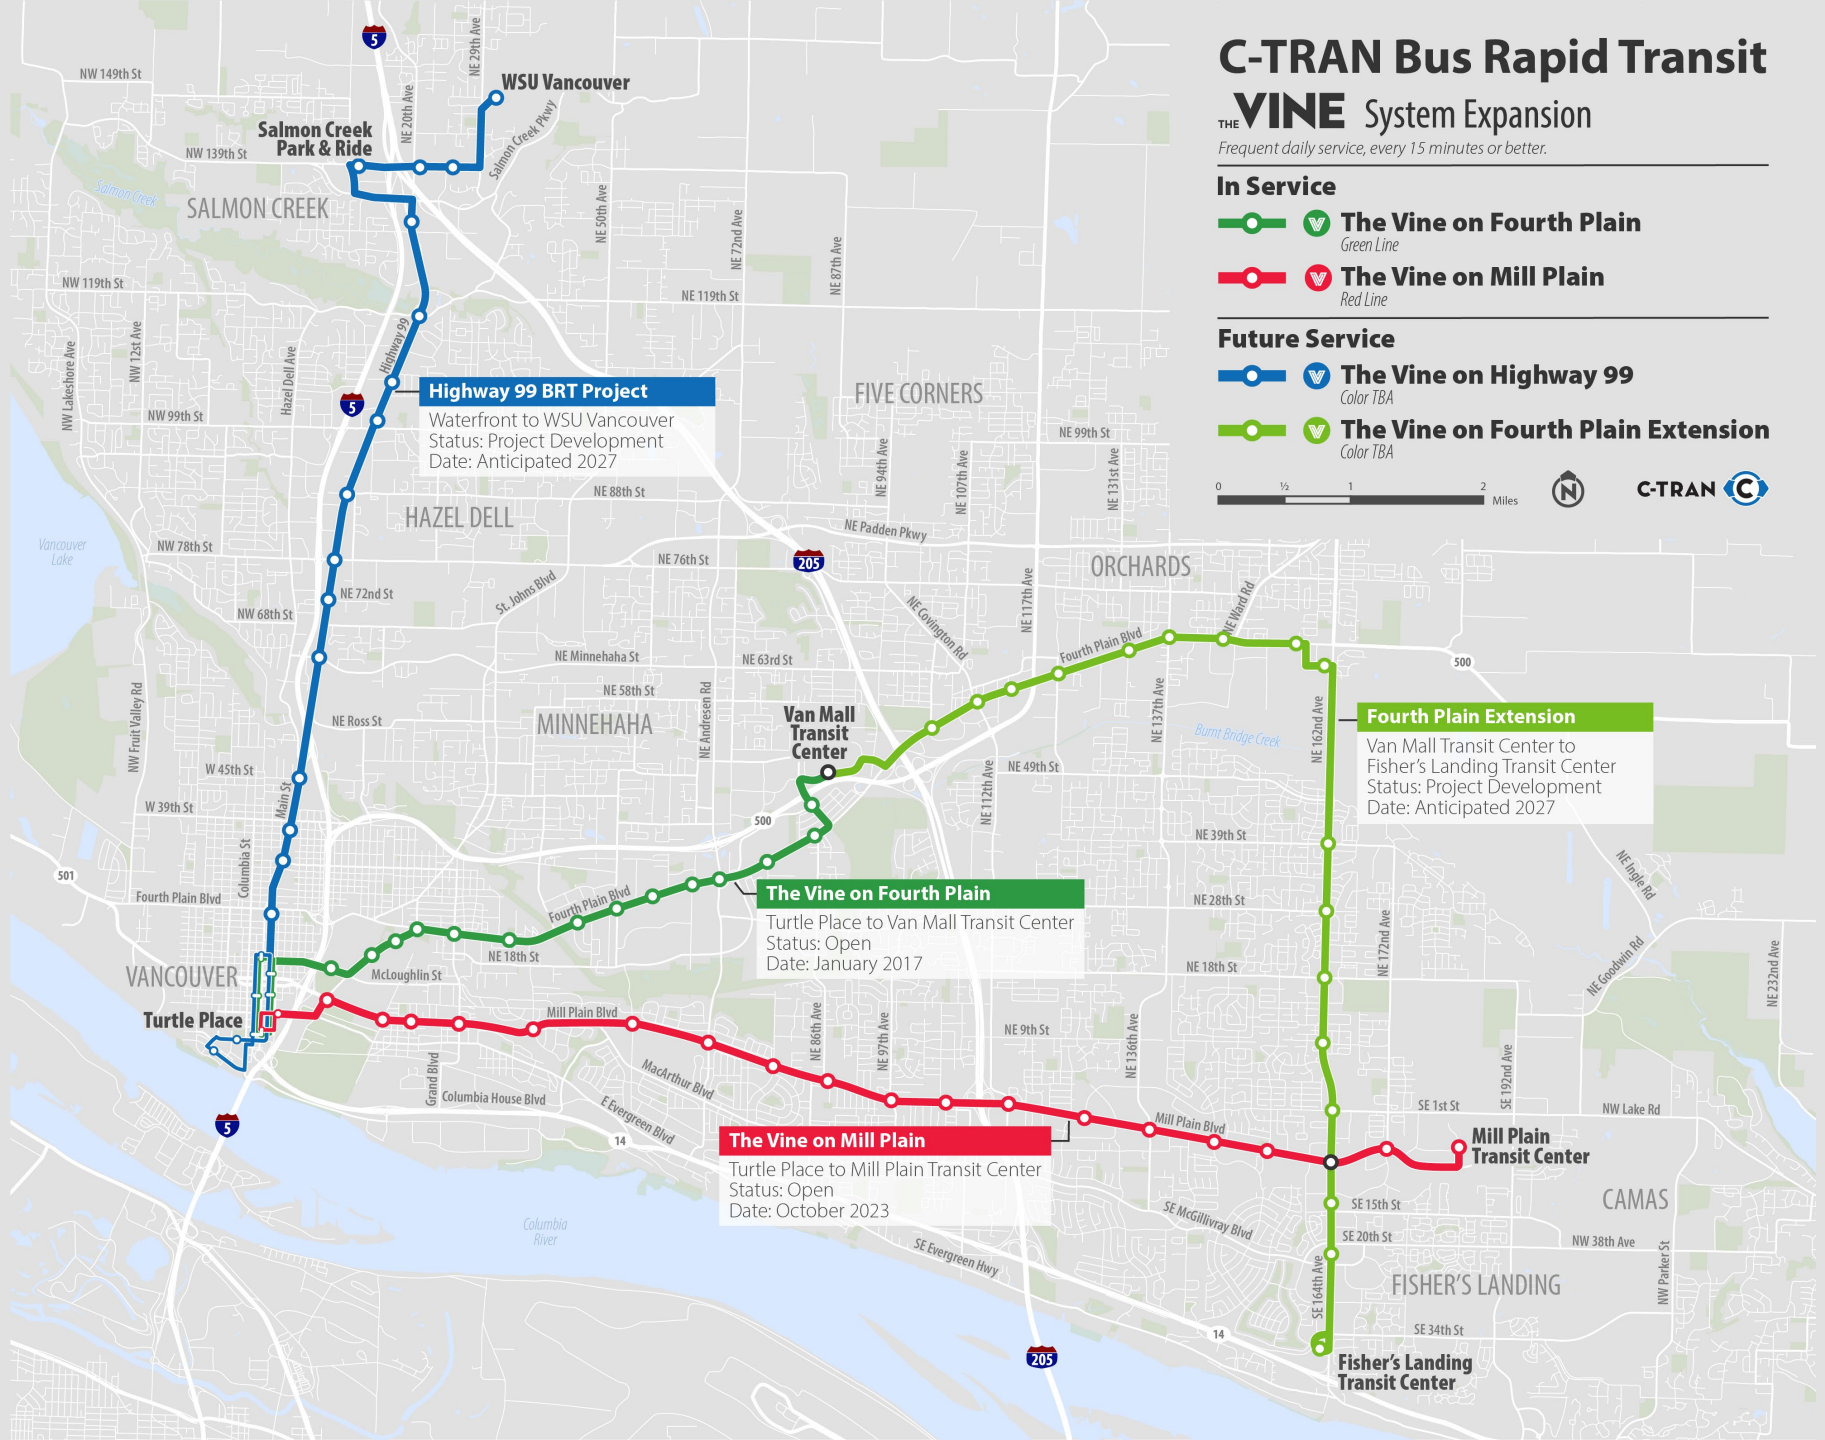 C-TRAN Bus Rapid Transit
THE VINE System Expansion
Frequent daily service, every 15 minutes or better.
In Service
The Vine on Fourth Plain
Green Line
The Vine on Mill Plain
Red Line
Future Service
The Vine on Highway 99
Color TBA
The Vine on Fourth Plain Extension
Color TBA
0 ½ 1 2 Miles
N
C-TRAN C
5
NE 29th Ave
NW 149th St
WSU Vancouver
NE 20th Ave
Salmon Creek Pkwy
Salmon Creek
Park & Ride
NW 139th St
Salmon Creek
SALMON CREEK
NE 50th Ave
NE 72nd Ave
NE 87th Ave
NW 119th St
NE 119th St
NW Lakeshore Ave
NW 12st Ave
Hazel Dell Ave
Highway 99
5
NW 99th St
Highway 99 BRT Project
Waterfront to WSU Vancouver
Status: Project Development
Date: Anticipated 2027
FIVE CORNERS
NE 99th St
NE 94th Ave
NE 107th Ave
NE 131st Ave
NE 88th St
HAZEL DELL
NE Padden Pkwy
Vancouver
Lake
NW 78th St
NE 76th St
205
ORCHARDS
NE 72nd St
St. Johns Blvd
NW 68th St
NE Covington Rd
NE 117th Ave
NE Ward Rd
Fourth Plain Blvd
NE Minnehaha St
NE 63rd St
500
NW Fruit Valley Rd
NE 58th St
NE Andresen Rd
NE 137th Ave
NE 162nd Ave
NE Ross St
MINNEHAHA
Van Mall
Transit
Center
Burnt Bridge Creek
Fourth Plain Extension
Van Mall Transit Center to
Fisher's Landing Transit Center
Status: Project Development
Date: Anticipated 2027
W 45th St
NE 49th St
NE 112th Ave
W 39th St
Main St
500
NE 39th St
Columbia St
501
Fourth Plain Blvd
NE Ingle Rd
Fourth Plain Blvd
The Vine on Fourth Plain
Turtle Place to Van Mall Transit Center
Status: Open
Date: January 2017
NE 28th St
NE 172nd Ave
NE Goodwin Rd
NE 232nd Ave
NE 18th St
NE 18th St
VANCOUVER
McLoughlin St
Turtle Place
Mill Plain Blvd
NE 86th Ave
NE 97th Ave
NE 9th St
NE 136th Ave
Grand Blvd
MacArthur Blvd
SE 192nd Ave
Columbia House Blvd
E Evergreen Blvd
5
14
SE 1st St
NW Lake Rd
Mill Plain Blvd
The Vine on Mill Plain
Turtle Place to Mill Plain Transit Center
Status: Open
Date: October 2023
Mill Plain
Transit Center
CAMAS
SE 15th St
SE McGillivray Blvd
Columbia
River
SE 20th St
NW 38th Ave
SE Evergreen Hwy
SE 164th Ave
FISHER'S LANDING
NW Parker St
14
SE 34th St
205
Fisher's Landing
Transit Center